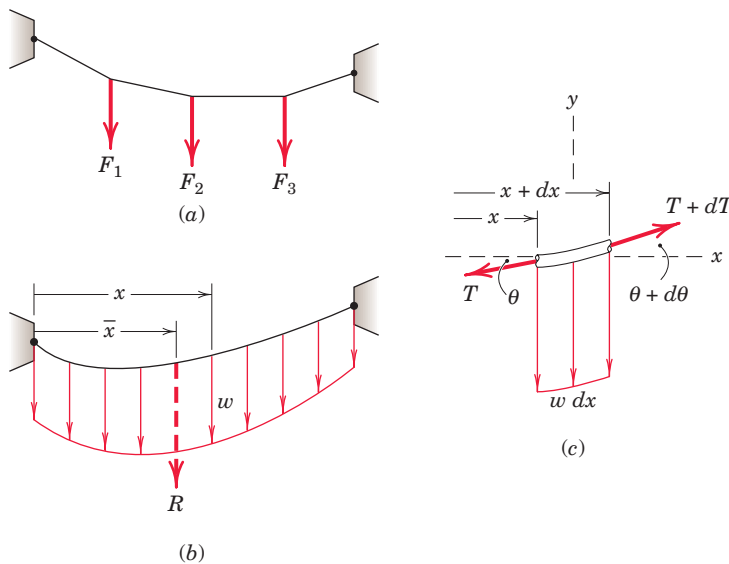 F₁
F₂
F₃
(a)
x
x̄
w
R
(b)
y
x + dx
x
T + dT
x
T
θ
θ + dθ
w dx
(c)